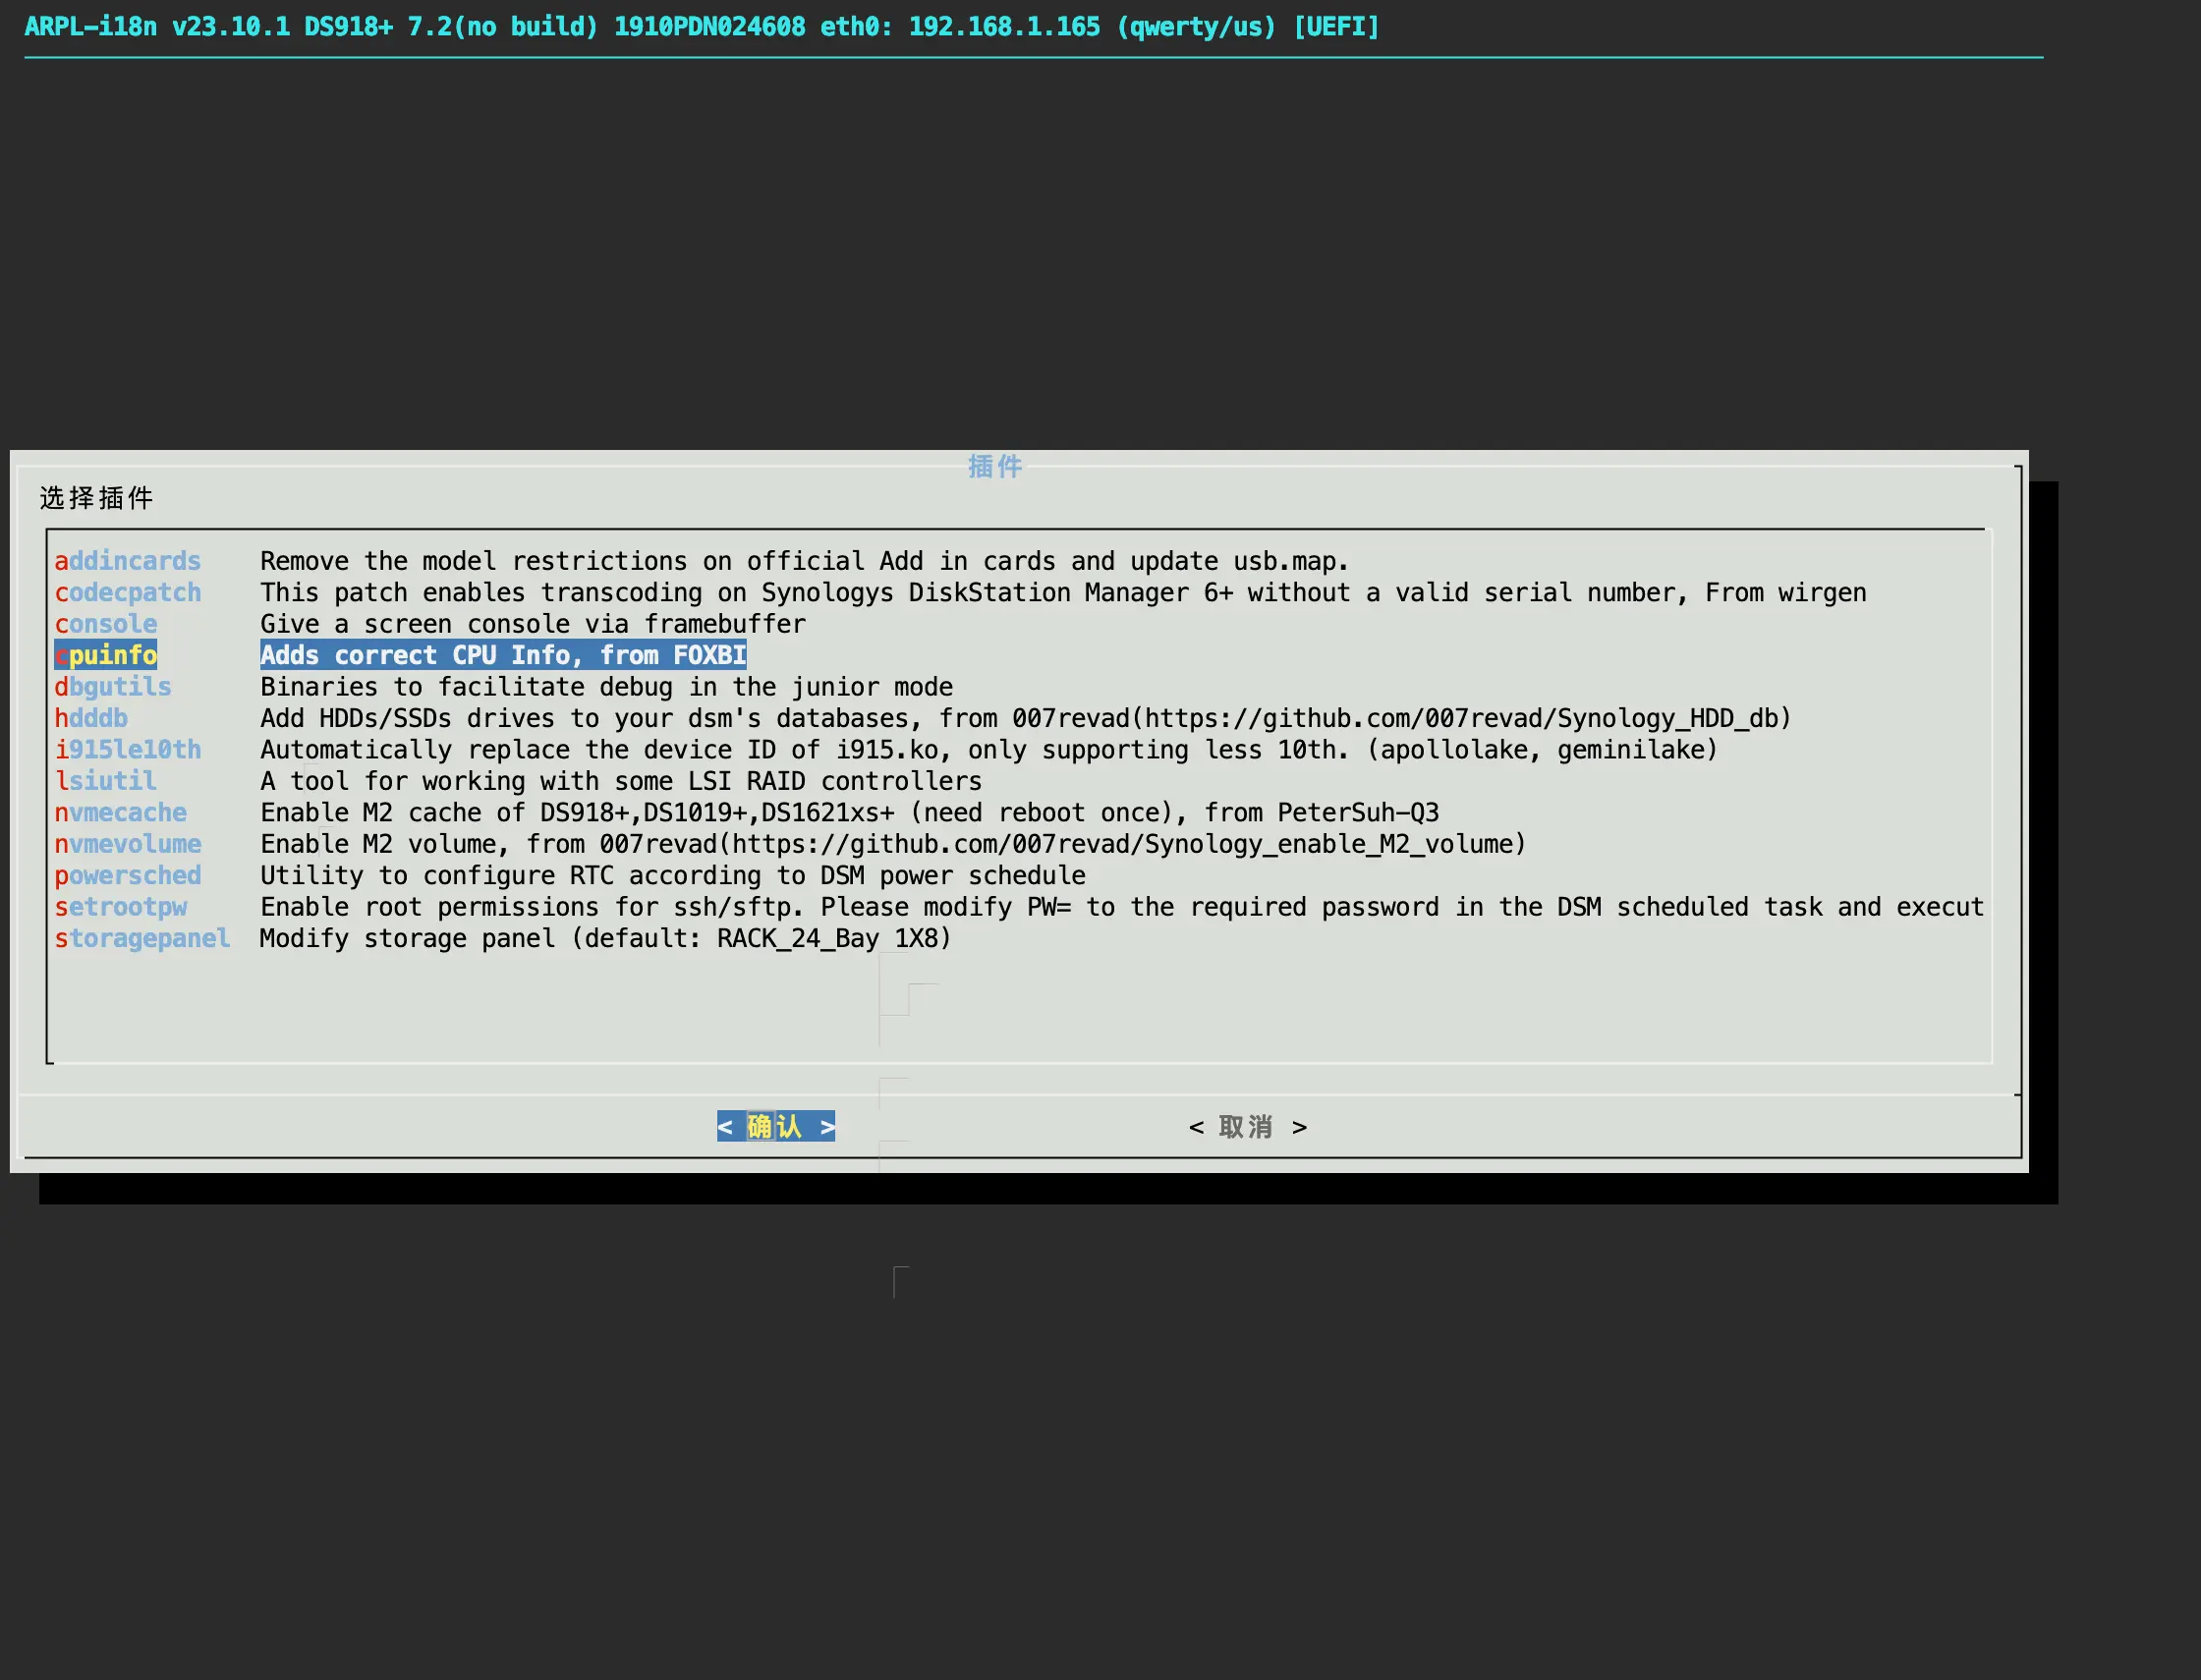 ARPL-i18n v23.10.1 DS918+ 7.2(no build) 1910PDN024608 eth0: 192.168.1.165 (qwerty/us) [UEFI]
插件
选择插件
addincards Remove the model restrictions on official Add in cards and update usb.map.
codecpatch This patch enables transcoding on Synologys DiskStation Manager 6+ without a valid serial number, From wirgen
console Give a screen console via framebuffer
cpuinfo Adds correct CPU Info, from FOXBI
dbgutils Binaries to facilitate debug in the junior mode
hdddb Add HDDs/SSDs drives to your dsm's databases, from 007revad(https://github.com/007revad/Synology_HDD_db)
i915le10th Automatically replace the device ID of i915.ko, only supporting less 10th. (apollolake, geminilake)
lsiutil A tool for working with some LSI RAID controllers
nvmecache Enable M2 cache of DS918+,DS1019+,DS1621xs+ (need reboot once), from PeterSuh-Q3
nvmevolume Enable M2 volume, from 007revad(https://github.com/007revad/Synology_enable_M2_volume)
powersched Utility to configure RTC according to DSM power schedule
setrootpw Enable root permissions for ssh/sftp. Please modify PW= to the required password in the DSM scheduled task and execut
storagepanel Modify storage panel (default: RACK_24_Bay 1X8)
< 确认 > < 取消 >